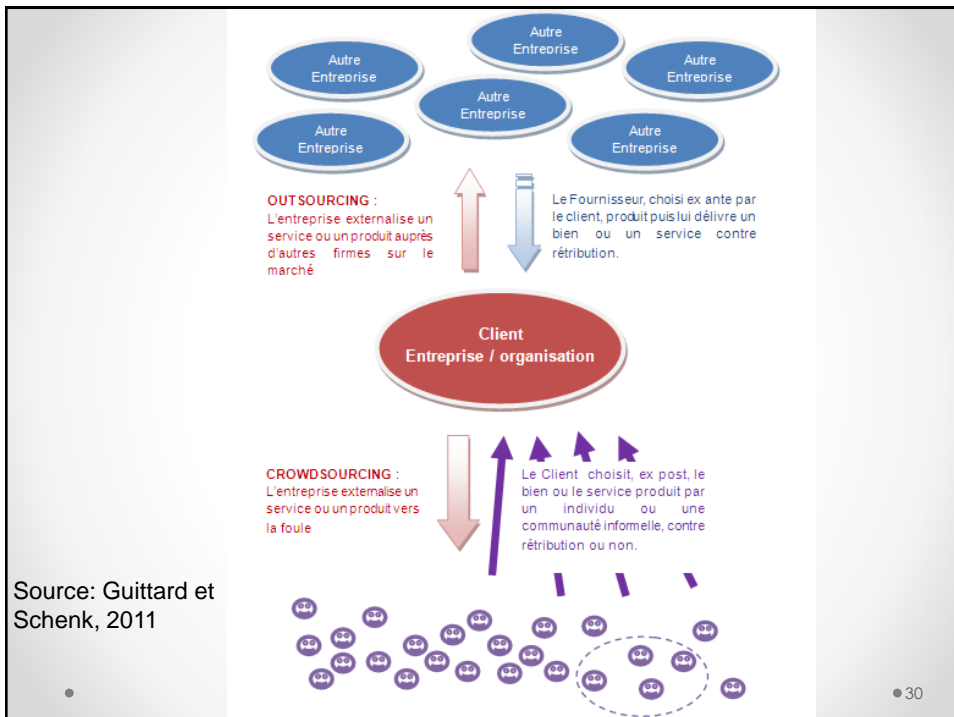 Autre
Entreprise
Autre
Entreprise
Autre
Entreprise
Autre
Entreprise
Autre
Entreprise
Autre
Entreprise
OUTSOURCING :
L'entreprise externalise un
service ou un produit auprès
d'autres firmes sur le
marché
Le Fournisseur, choisi ex ante par
le client, produit puis lui délivre un
bien ou un service contre
rétribution.
Client
Entreprise / organisation
CROWDSOURCING :
L'entreprise externalise un
service ou un produit vers
la foule
Le Client choisit, ex post, le
bien ou le service produit par
un individu ou une
communauté informelle, contre
rétribution ou non.
Source: Guittard et
Schenk, 2011
30